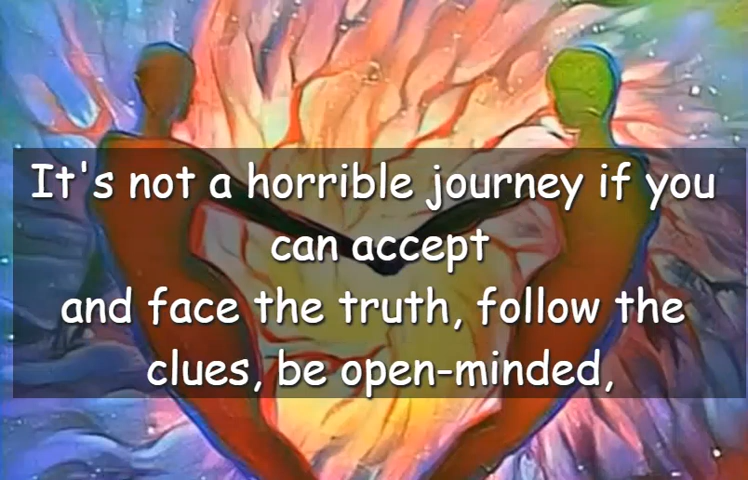 It's not a horrible journey if you
can accept
and face the truth, follow the
clues, be open-minded,